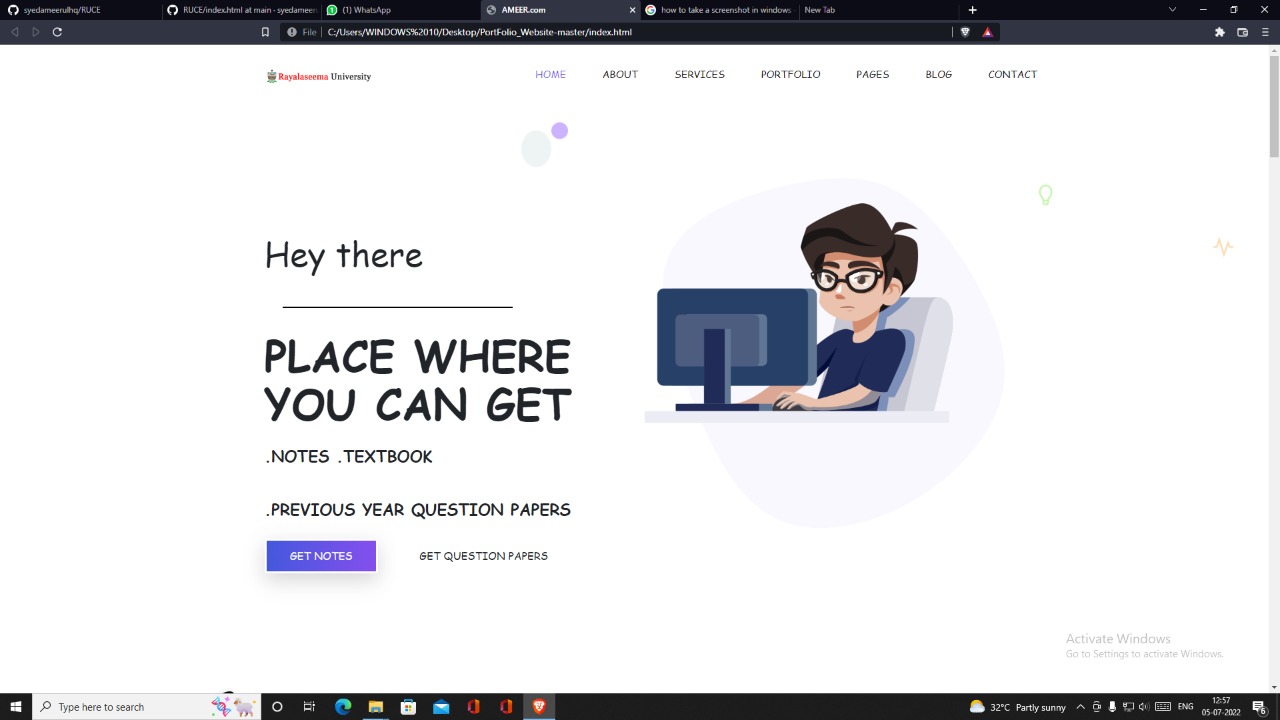 syedameerulhq/RUCE
RUCE/index.html at main · syedameer
(1) WhatsApp
AMEER.com
how to take a screenshot in windows
New Tab
File
C:/Users/WINDOWS%2010/Desktop/PortFolio_Website-master/index.html
Rayalaseema University
HOME
ABOUT
SERVICES
PORTFOLIO
PAGES
BLOG
CONTACT
Hey there
PLACE WHERE
YOU CAN GET
.NOTES .TEXTBOOK
.PREVIOUS YEAR QUESTION PAPERS
GET NOTES
GET QUESTION PAPERS
Activate Windows
Go to Settings to activate Windows.
Type here to search
32°C Partly sunny
ENG
12:57
05-07-2022